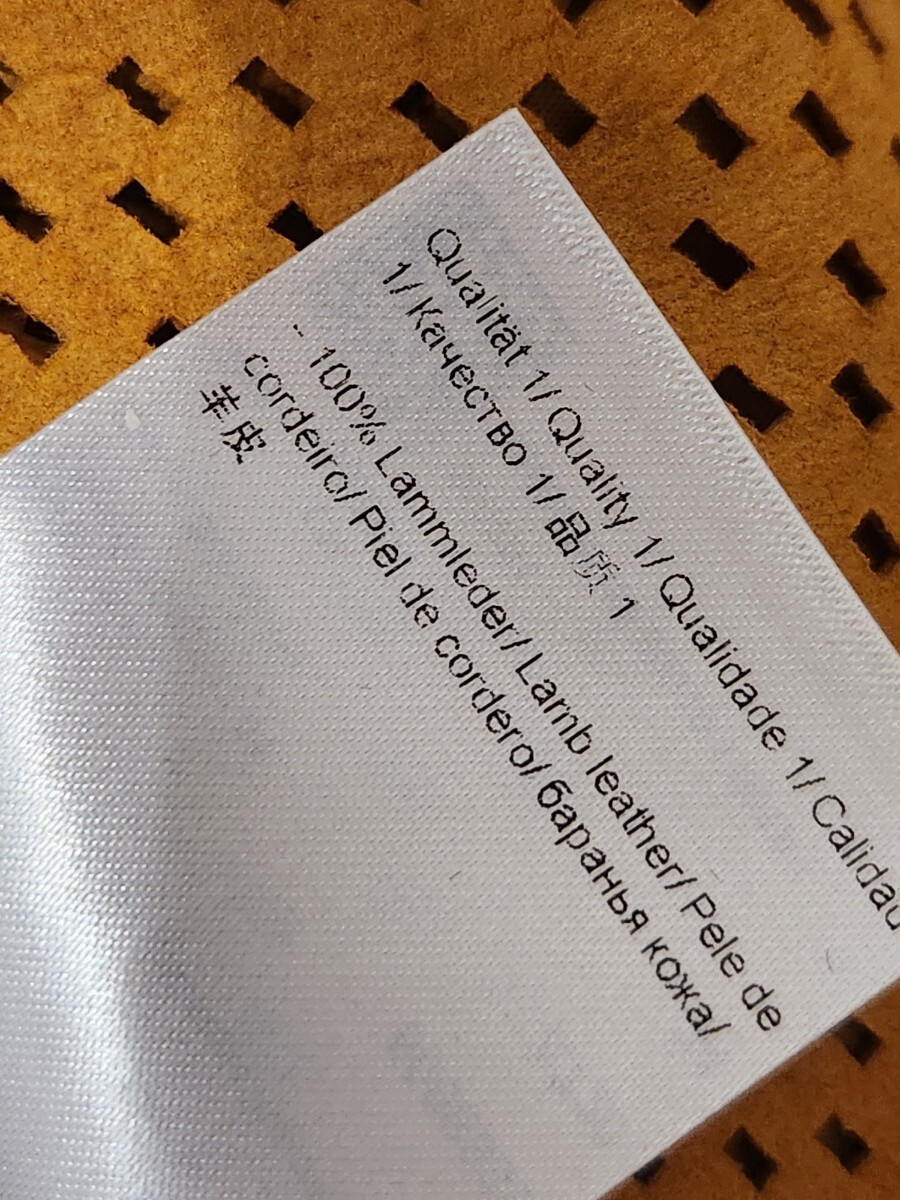 Qualität 1/ Quality 1/ Qualidade 1/ Calidad
1/ Качество 1/ 品质 1
- 100% Lammleder/ Lamb leather/ Pele de
cordeiro/ Piel de cordero/ баранья кожа/
羊皮